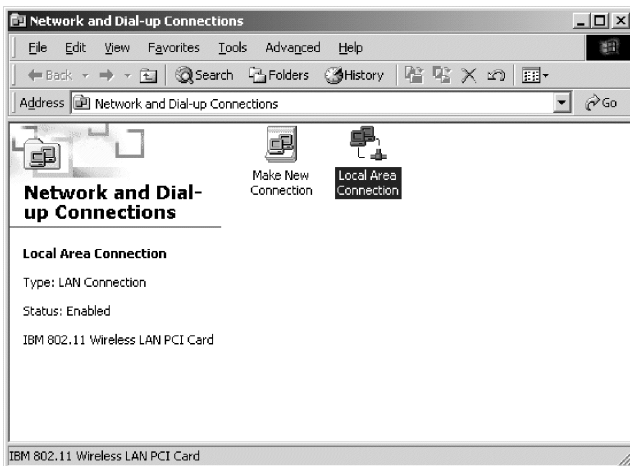 Network and Dial-up Connections
File Edit View Favorites Tools Advanced Help
Back Search Folders History
Address Network and Dial-up Connections Go
Make New
Connection
Local Area
Connection
Network and Dial-
up Connections
Local Area Connection
Type: LAN Connection
Status: Enabled
IBM 802.11 Wireless LAN PCI Card
IBM 802.11 Wireless LAN PCI Card